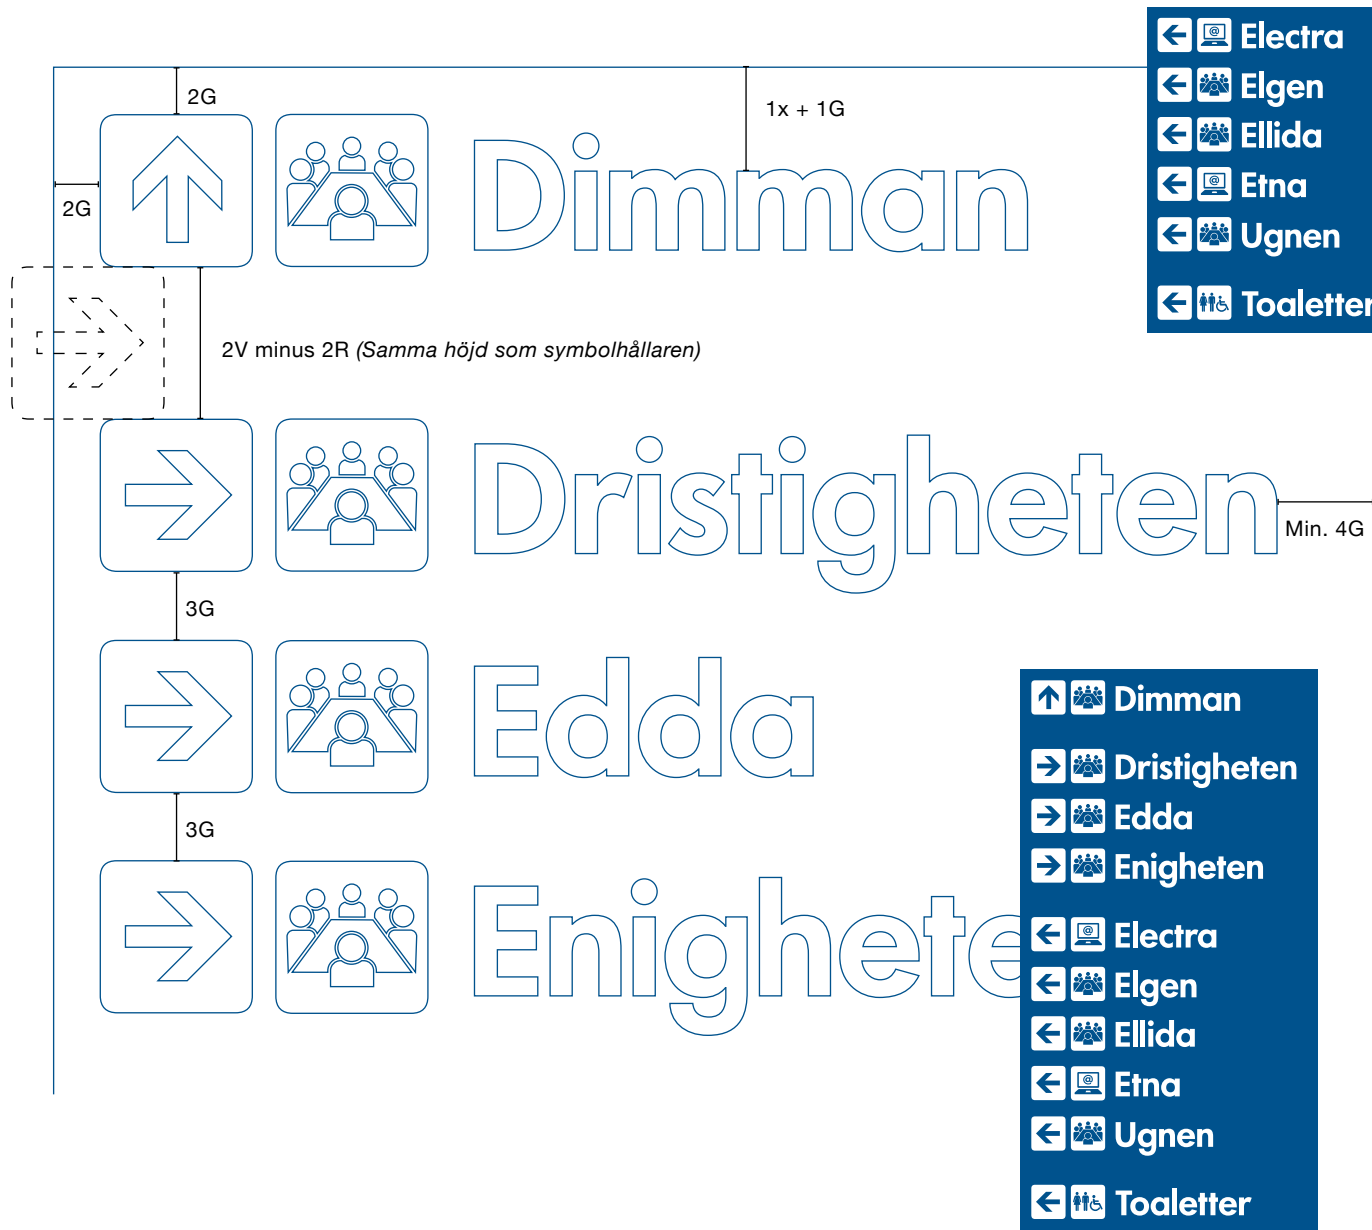 Electra
Elgen
Ellida
Etna
Ugnen
Toaletter
2G
1x + 1G
2G
Dimman
2V minus 2R (Samma höjd som symbolhållaren)
Dristigheten
Min. 4G
3G
Edda
3G
Enighete
Dimman
Dristigheten
Edda
Enigheten
@ Electra
Elgen
Ellida
@ Etna
Ugnen
Toaletter